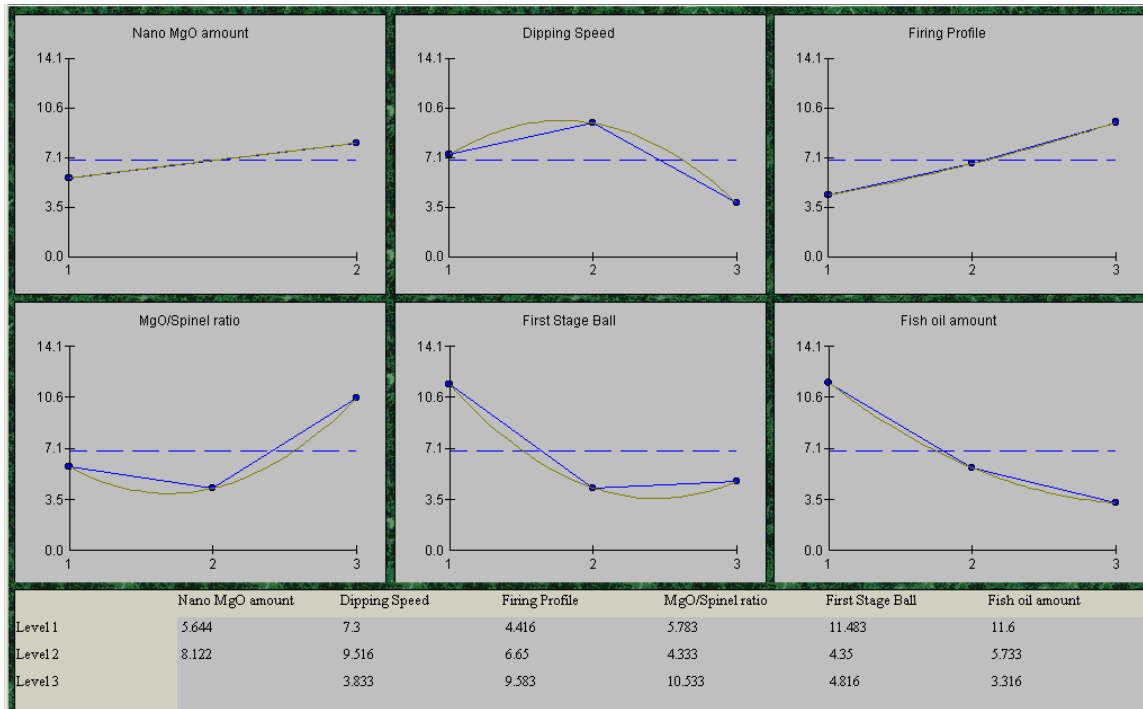 Nano MgO amount
14.1
10.6
7.1
3.5
0.0
1 2
Dipping Speed
14.1
10.6
7.1
3.5
0.0
1 2 3
Firing Profile
14.1
10.6
7.1
3.5
0.0
1 2 3
MgO/Spinel ratio
14.1
10.6
7.1
3.5
0.0
1 2 3
First Stage Ball
14.1
10.6
7.1
3.5
0.0
1 2 3
Fish oil amount
14.1
10.6
7.1
3.5
0.0
1 2 3
Nano MgO amount Dipping Speed Firing Profile MgO/Spinel ratio First Stage Ball Fish oil amount
Level 1 5.644 7.3 4.416 5.783 11.483 11.6
Level 2 8.122 9.516 6.65 4.333 4.35 5.733
Level 3 3.833 9.583 10.533 4.816 3.316